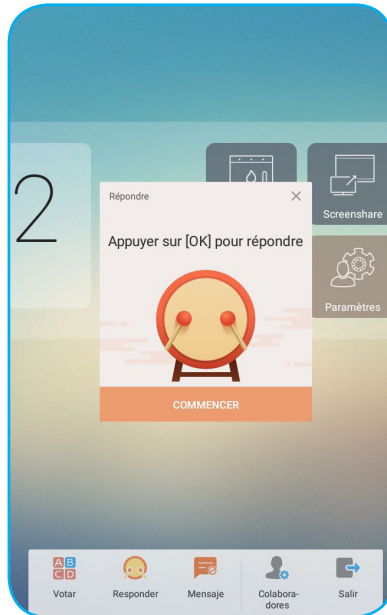 2
Répondre
Appuyer sur [OK] pour répondre
COMMENCER
Screenshare
Paramètres
A B
C D
Votar
Responder
Mensaje
Colabora-
dores
Salir